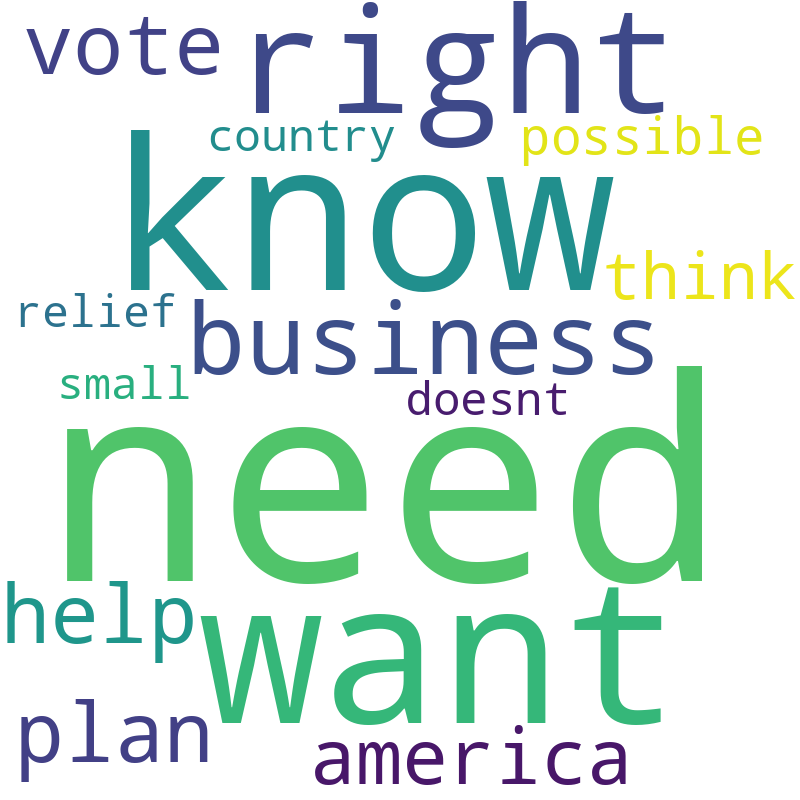 vote right
country possible
know
think
relief business
small doesnt
need
help want
plan america